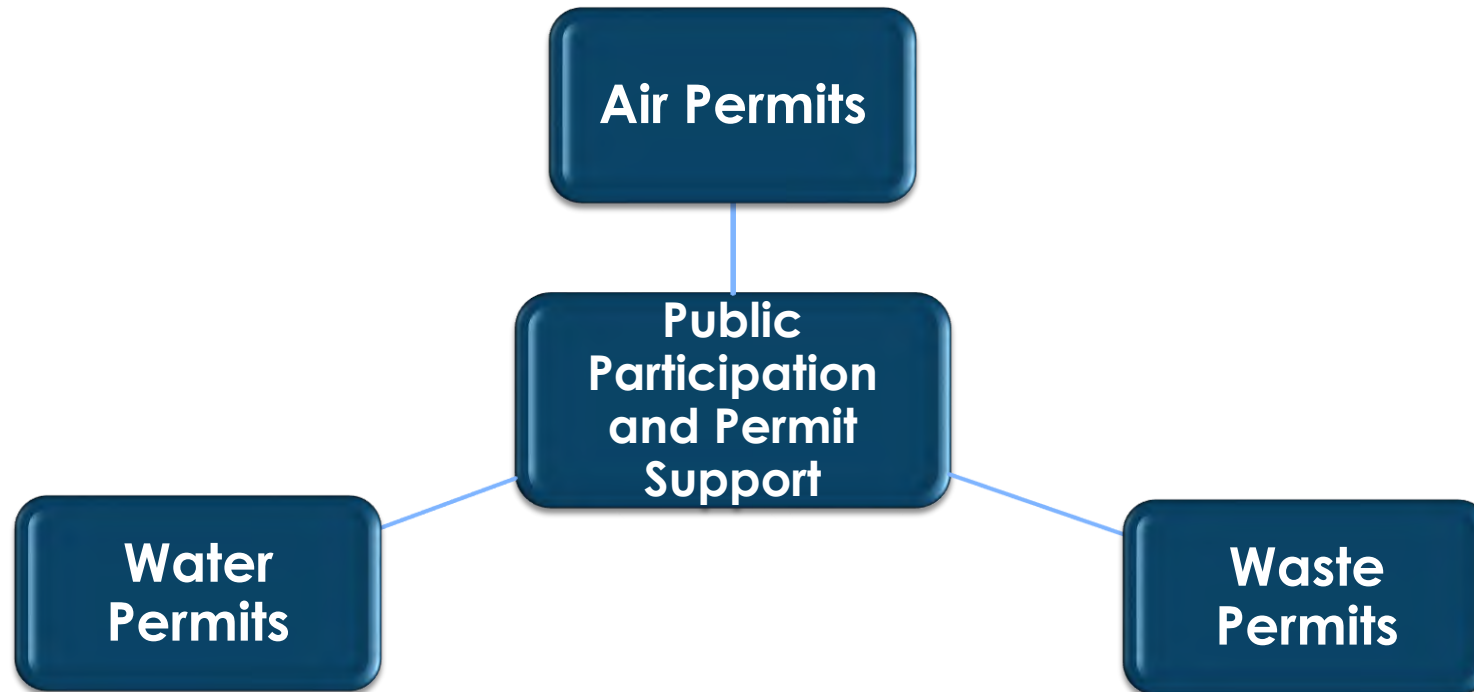 Air Permits
Public
Participation
and Permit
Support
Water
Permits
Waste
Permits